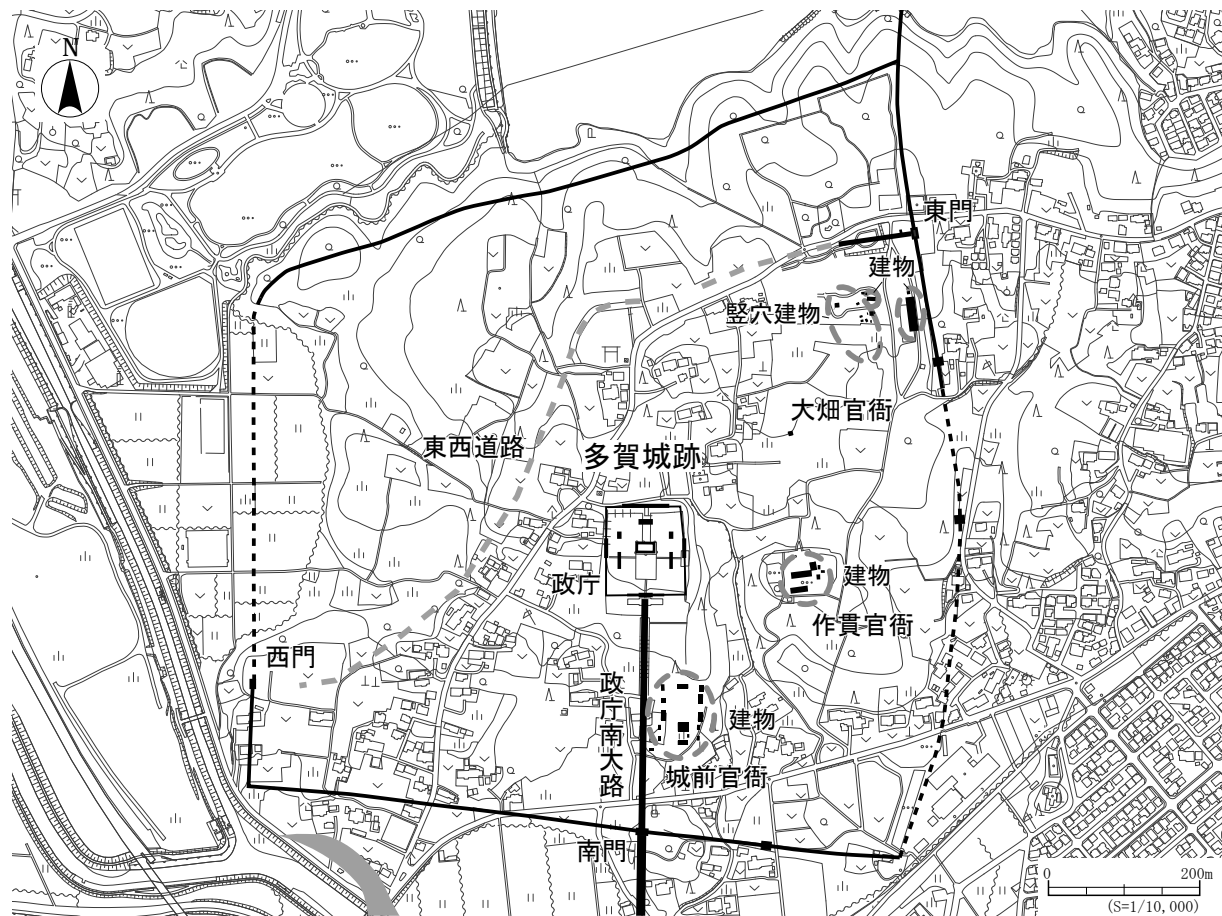 N
東門
建物
竪穴建物
大畑官衙
東西道路
多賀城跡
政庁
建物
作貫官衙
西門
政庁南大路
建物
城前官衙
南門
0 200m
(S=1/10,000)